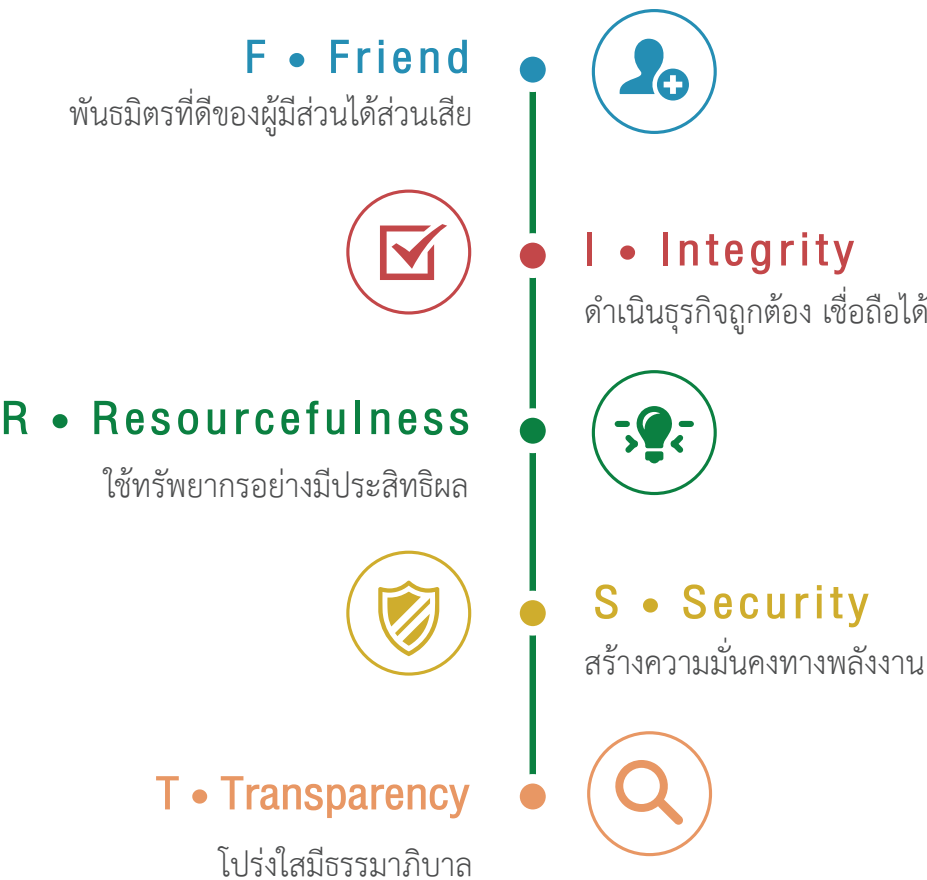 F • Friend
พันธมิตรที่ดีของผู้มีส่วนได้ส่วนเสีย
I • Integrity
ดำเนินธุรกิจถูกต้อง เชื่อถือได้
R • Resourcefulness
ใช้ทรัพยากรอย่างมีประสิทธิผล
S • Security
สร้างความมั่นคงทางพลังงาน
T • Transparency
โปร่งใสมีธรรมาภิบาล